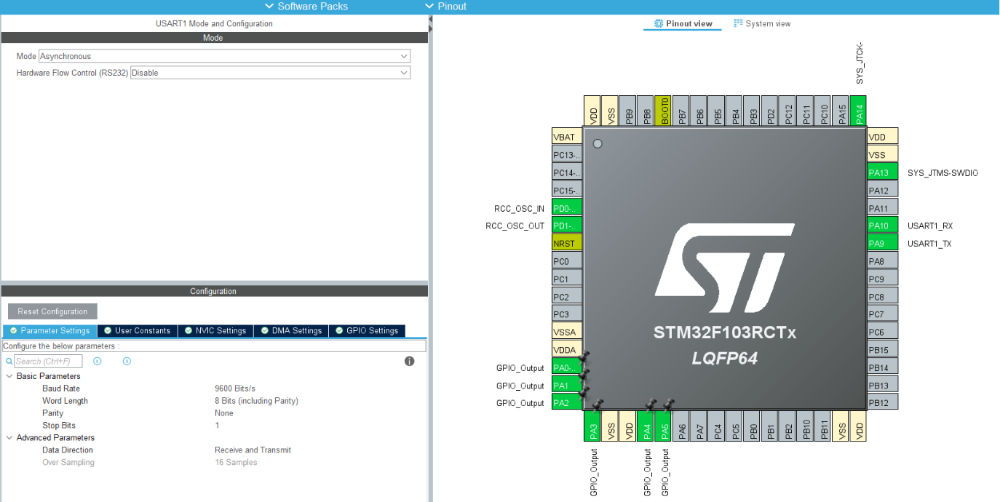 Software Packs
Pinout
USART1 Mode and Configuration
Mode
Mode Asynchronous
Hardware Flow Control (RS232) Disable
Configuration
Reset Configuration
Parameter Settings
User Constants
NVIC Settings
DMA Settings
GPIO Settings
Configure the below parameters :
Search (Ctrl+F)
Basic Parameters
Baud Rate 9600 Bits/s
Word Length 8 Bits (including Parity)
Parity None
Stop Bits 1
Advanced Parameters
Data Direction Receive and Transmit
Over Sampling 16 Samples
Pinout view
System view
SYS_JTCK-
VDD
VSS
PB9
PB8
BOOT0
PB7
PB6
PB5
PB4
PB3
PD2
PC12
PC11
PC10
PA15
PA14
VBAT
PC13-..
PC14-..
PC15-..
RCC_OSC_IN PD0-..
RCC_OSC_OUT PD1-..
NRST
PC0
PC1
PC2
PC3
VSSA
VDDA
GPIO_Output PA0-..
GPIO_Output PA1
GPIO_Output PA2
ST
STM32F103RCTx
LQFP64
VDD
VSS
PA13 SYS_JTMS-SWDIO
PA12
PA11
PA10 USART1_RX
PA9 USART1_TX
PA8
PC9
PC8
PC7
PC6
PB15
PB14
PB13
PB12
PA3
VSS
VDD
PA4
PA5
PA6
PA7
PC4
PC5
PB0
PB1
PB2
PB10
PB11
VSS
VDD
GPIO_Output
GPIO_Output
GPIO_Output